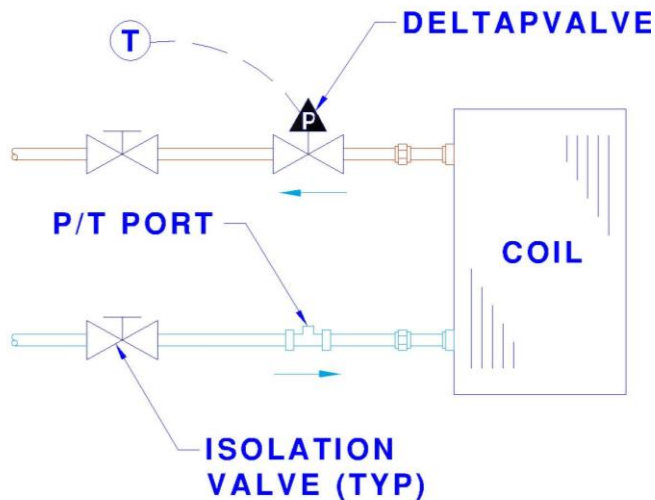 DELTAPVALVE
T
P
P/T PORT
COIL
ISOLATION
VALVE (TYP)